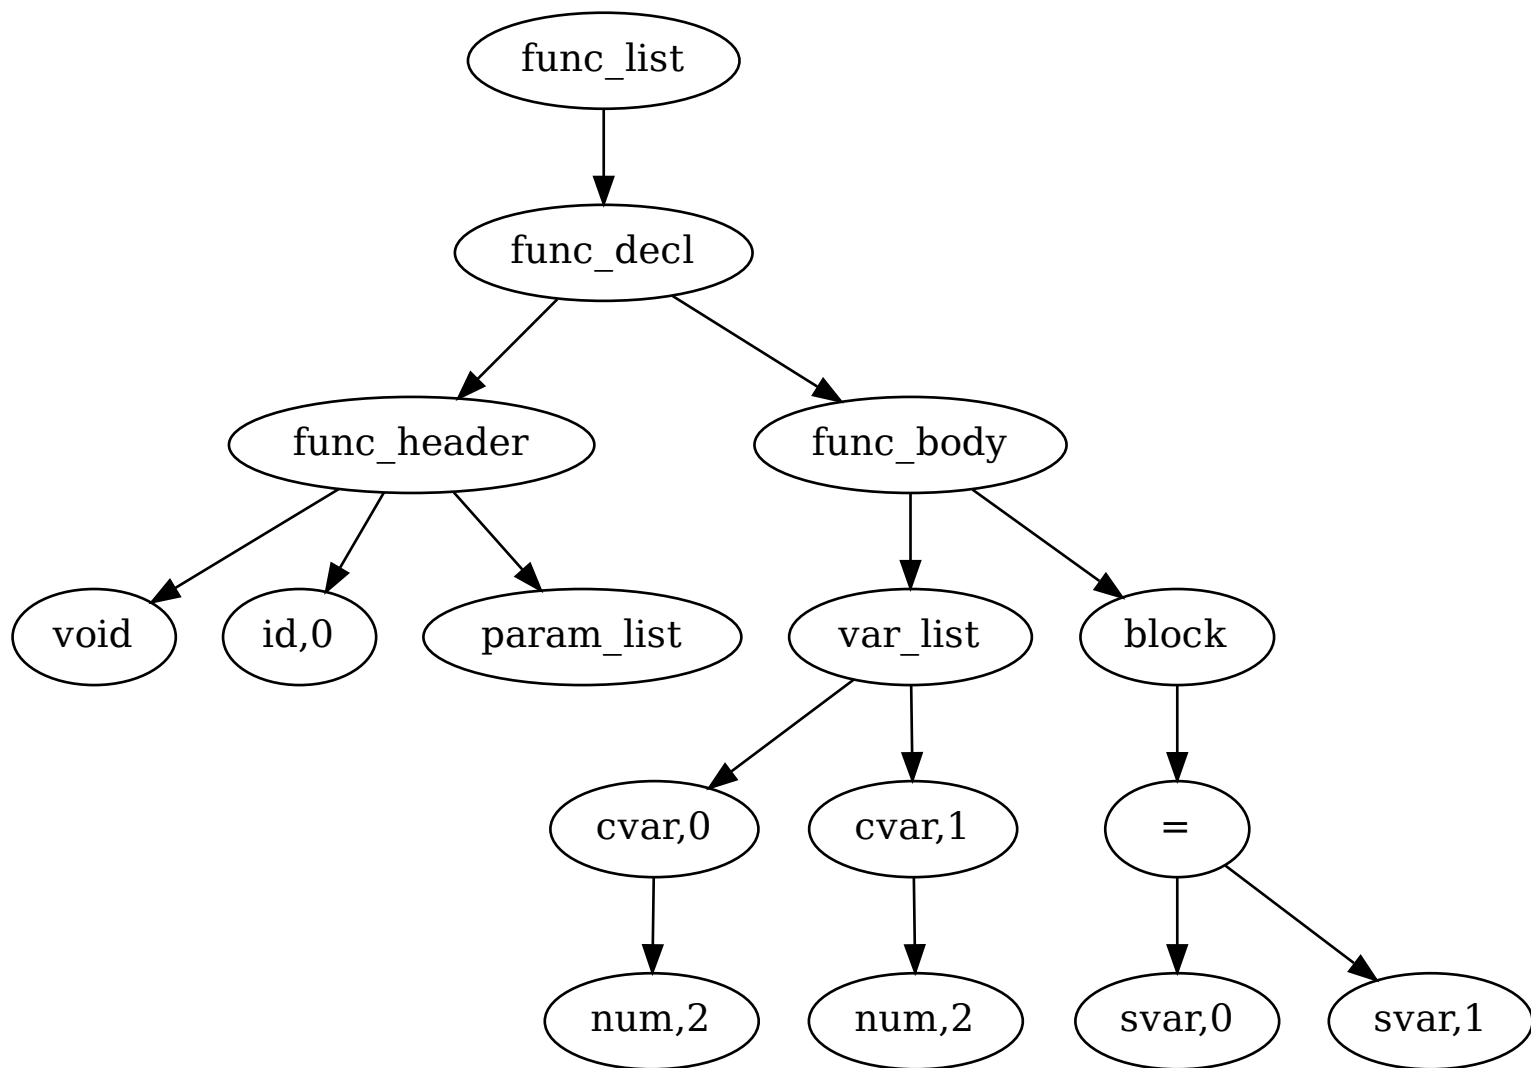 func_list
func_decl
func_header
func_body
void
id,0
param_list
var_list
block
cvar,0
cvar,1
=
num,2
num,2
svar,0
svar,1